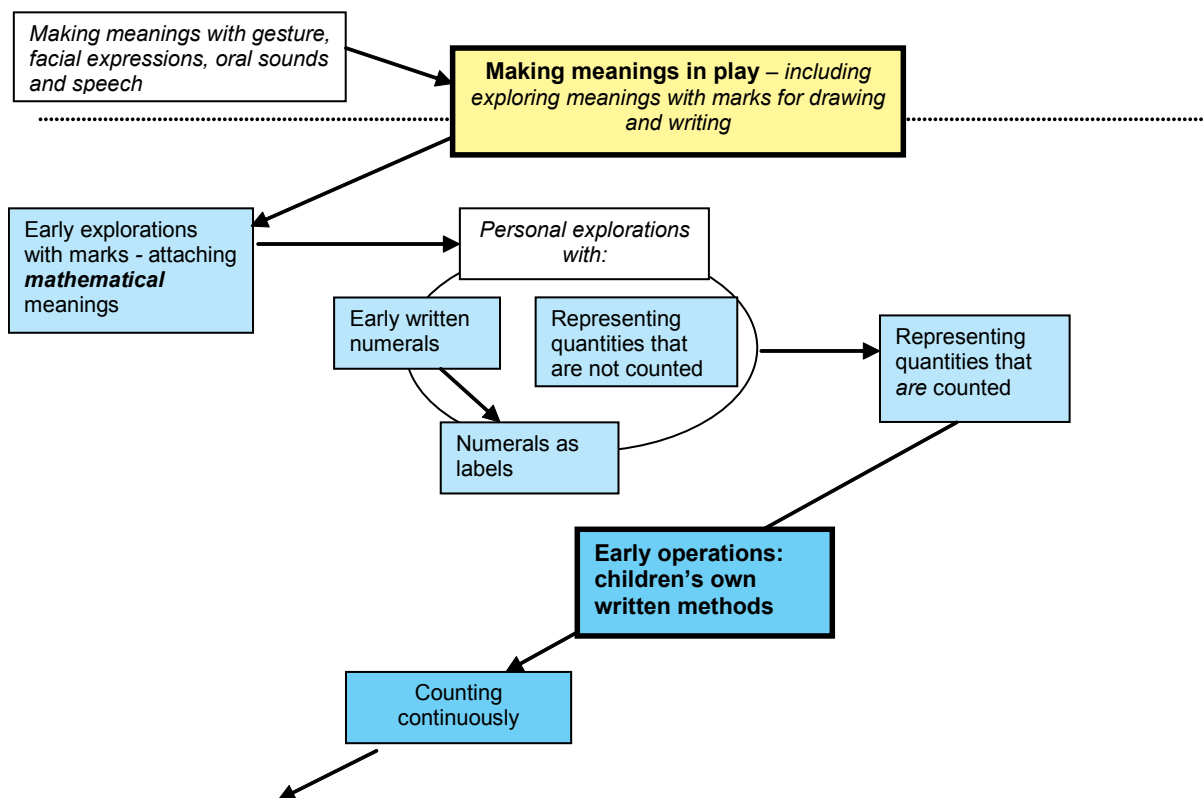 Making meanings with gesture,
facial expressions, oral sounds
and speech
Making meanings in play – including
exploring meanings with marks for drawing
and writing
Early explorations
with marks - attaching
mathematical
meanings
Personal explorations
with:
Early written
numerals
Representing
quantities that
are not counted
Numerals as
labels
Representing
quantities that
are counted
Early operations:
children’s own
written methods
Counting
continuously